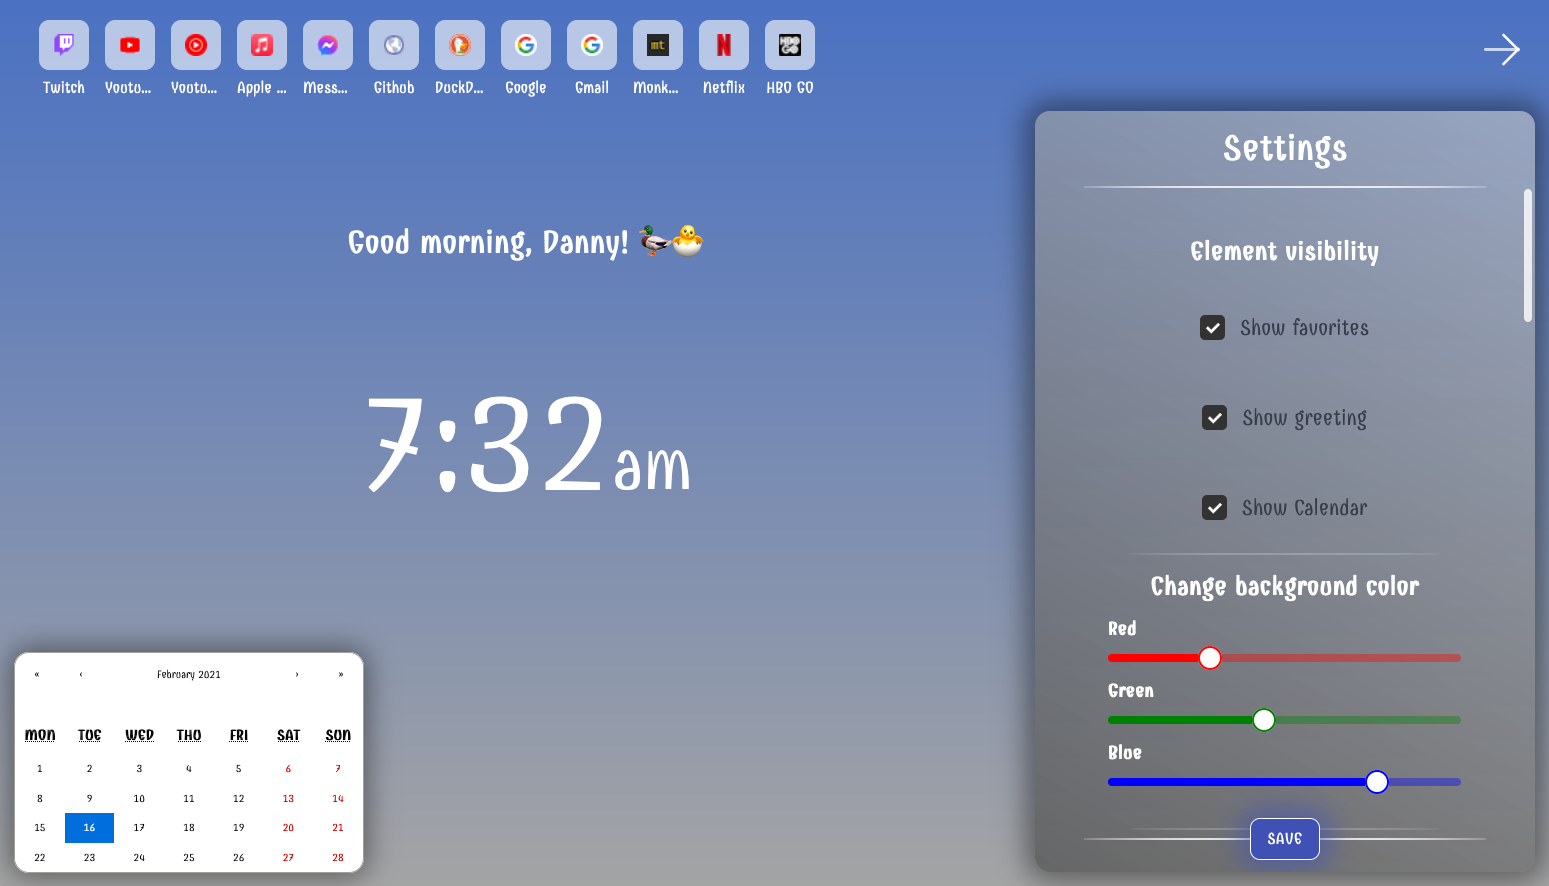 Twitch Youtu... Youtu... Apple ... Mess... Github DuckD... Google Gmail Monk... Netflix HBO GO
Good morning, Danny! 🦆🐣
7:32am
« ‹ February 2021 › »
MON TUE WED THU FRI SAT SUN
1 2 3 4 5 6 7
8 9 10 11 12 13 14
15 16 17 18 19 20 21
22 23 24 25 26 27 28
Settings
Element visibility
Show favorites
Show greeting
Show Calendar
Change background color
Red
Green
Blue
SAVE